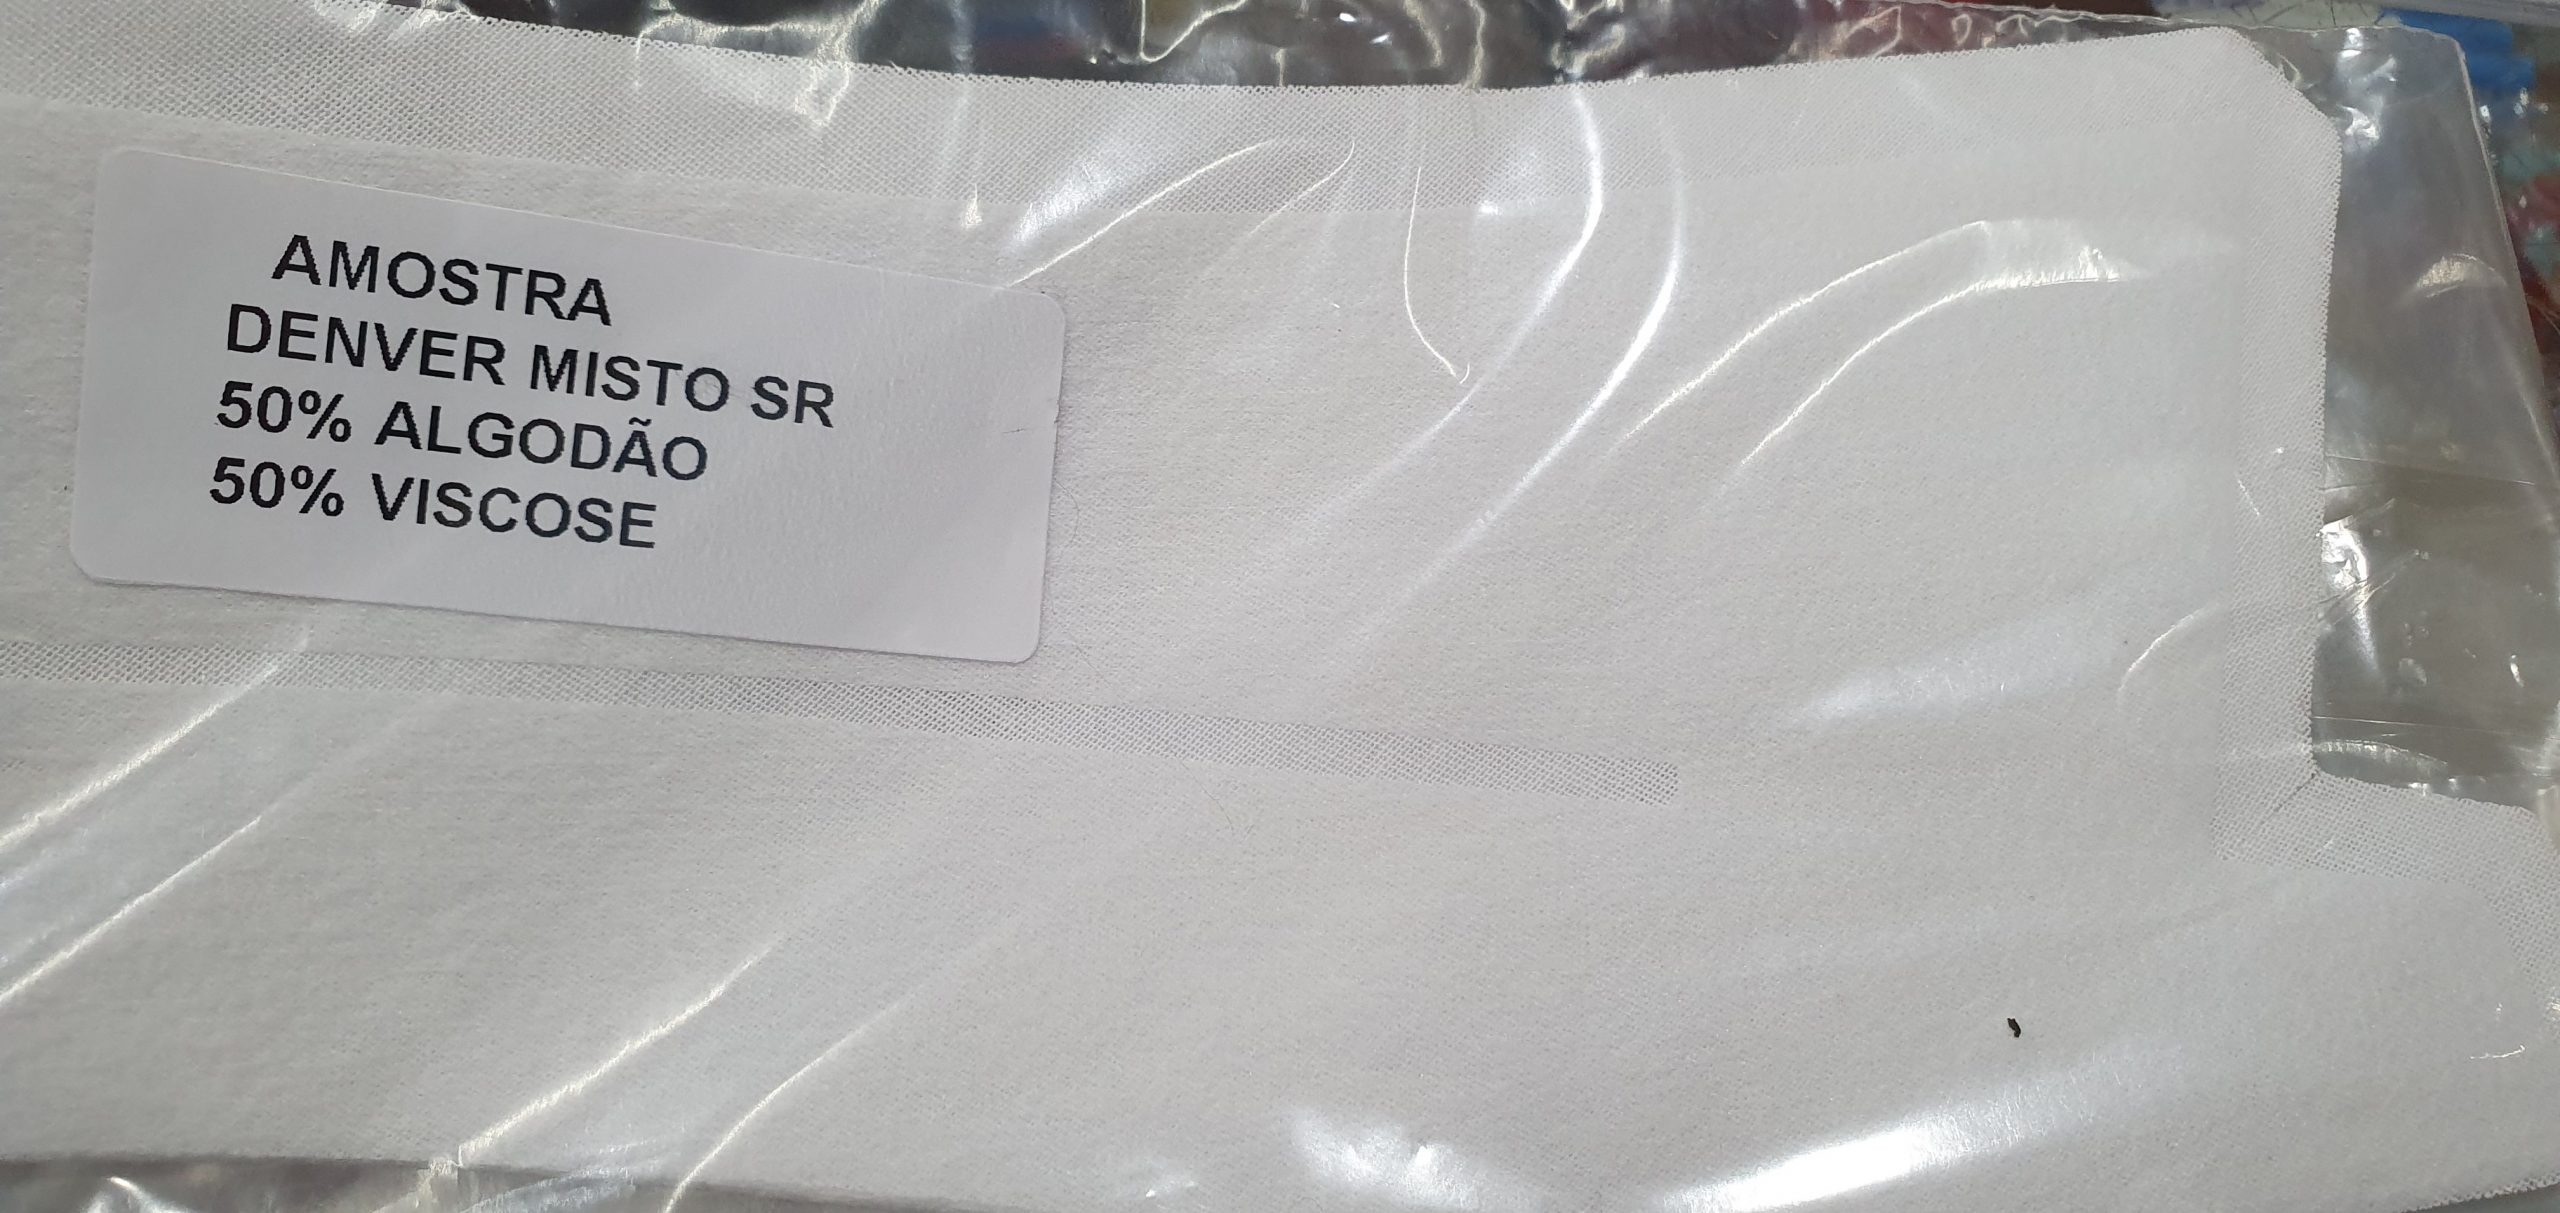 AMOSTRA
DENVER MISTO SR
50% ALGODÃO
50% VISCOSE